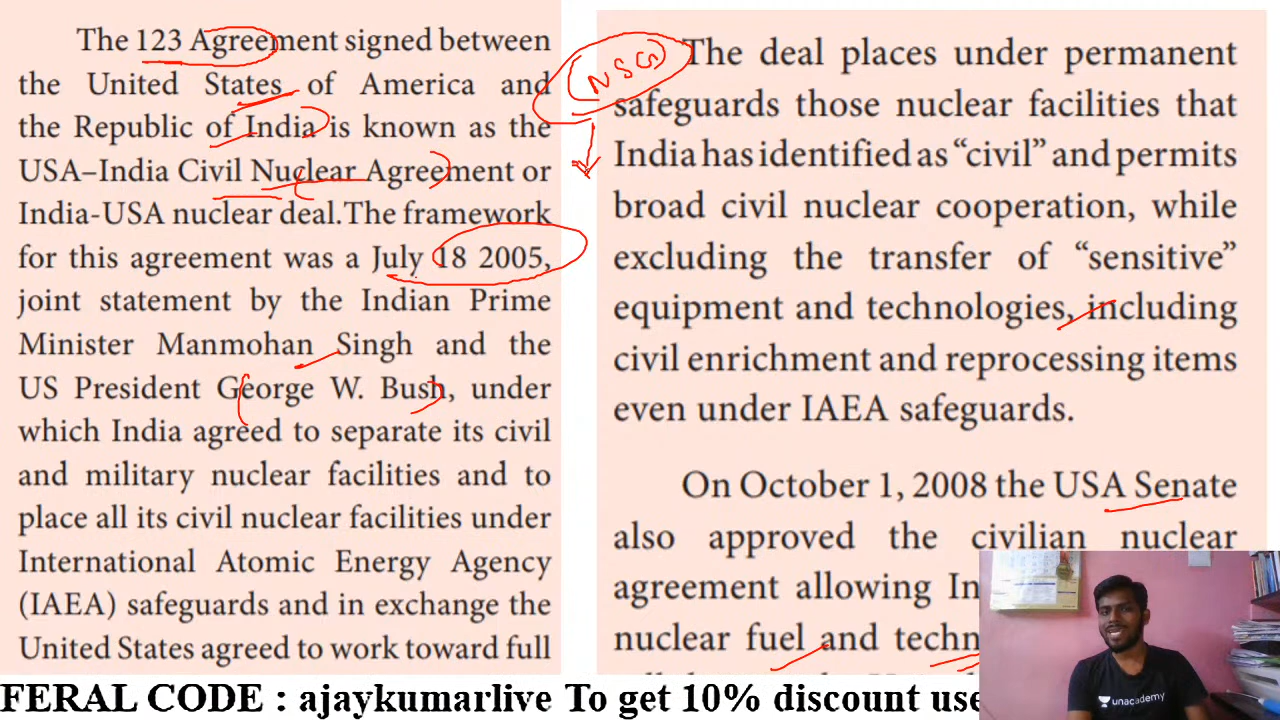 The 123 Agreement signed between
the United States of America and
the Republic of India is known as the
USA–India Civil Nuclear Agreement or
India-USA nuclear deal.The framework
for this agreement was a July 18 2005,
joint statement by the Indian Prime
Minister Manmohan Singh and the
US President George W. Bush, under
which India agreed to separate its civil
and military nuclear facilities and to
place all its civil nuclear facilities under
International Atomic Energy Agency
(IAEA) safeguards and in exchange the
United States agreed to work toward full
NSG
The deal places under permanent
safeguards those nuclear facilities that
India has identified as “civil” and permits
broad civil nuclear cooperation, while
excluding the transfer of “sensitive”
equipment and technologies, including
civil enrichment and reprocessing items
even under IAEA safeguards.
On October 1, 2008 the USA Senate
also approved the civilian nuclear
agreement allowing In
nuclear fuel and techn
unacademy
FERAL CODE : ajaykumarlive To get 10% discount use